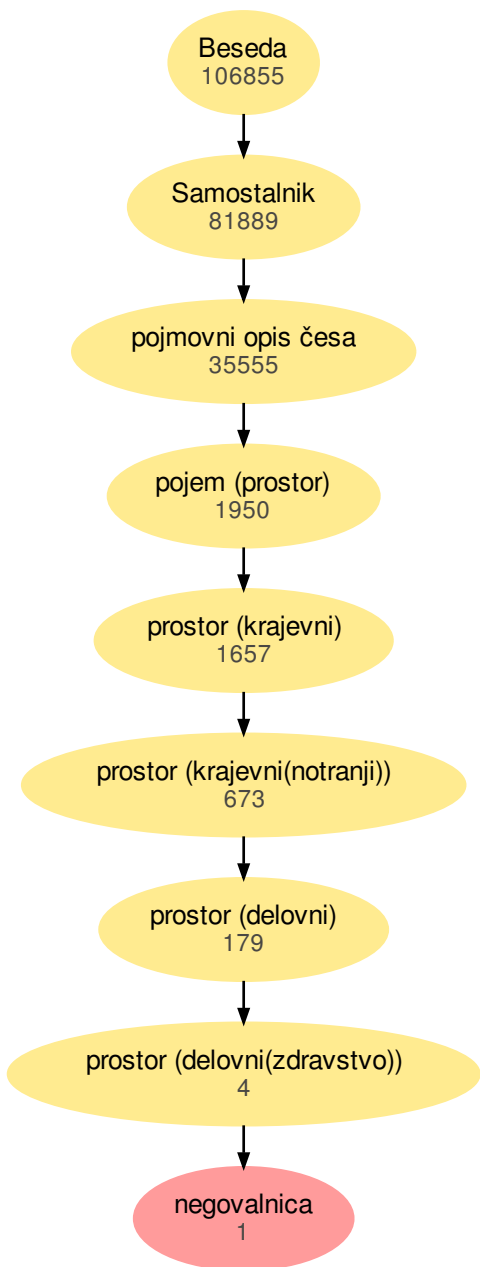 Beseda
106855
Samostalnik
81889
pojmovni opis česa
35555
pojem (prostor)
1950
prostor (krajevni)
1657
prostor (krajevni(notranji))
673
prostor (delovni)
179
prostor (delovni(zdravstvo))
4
negovalnica
1